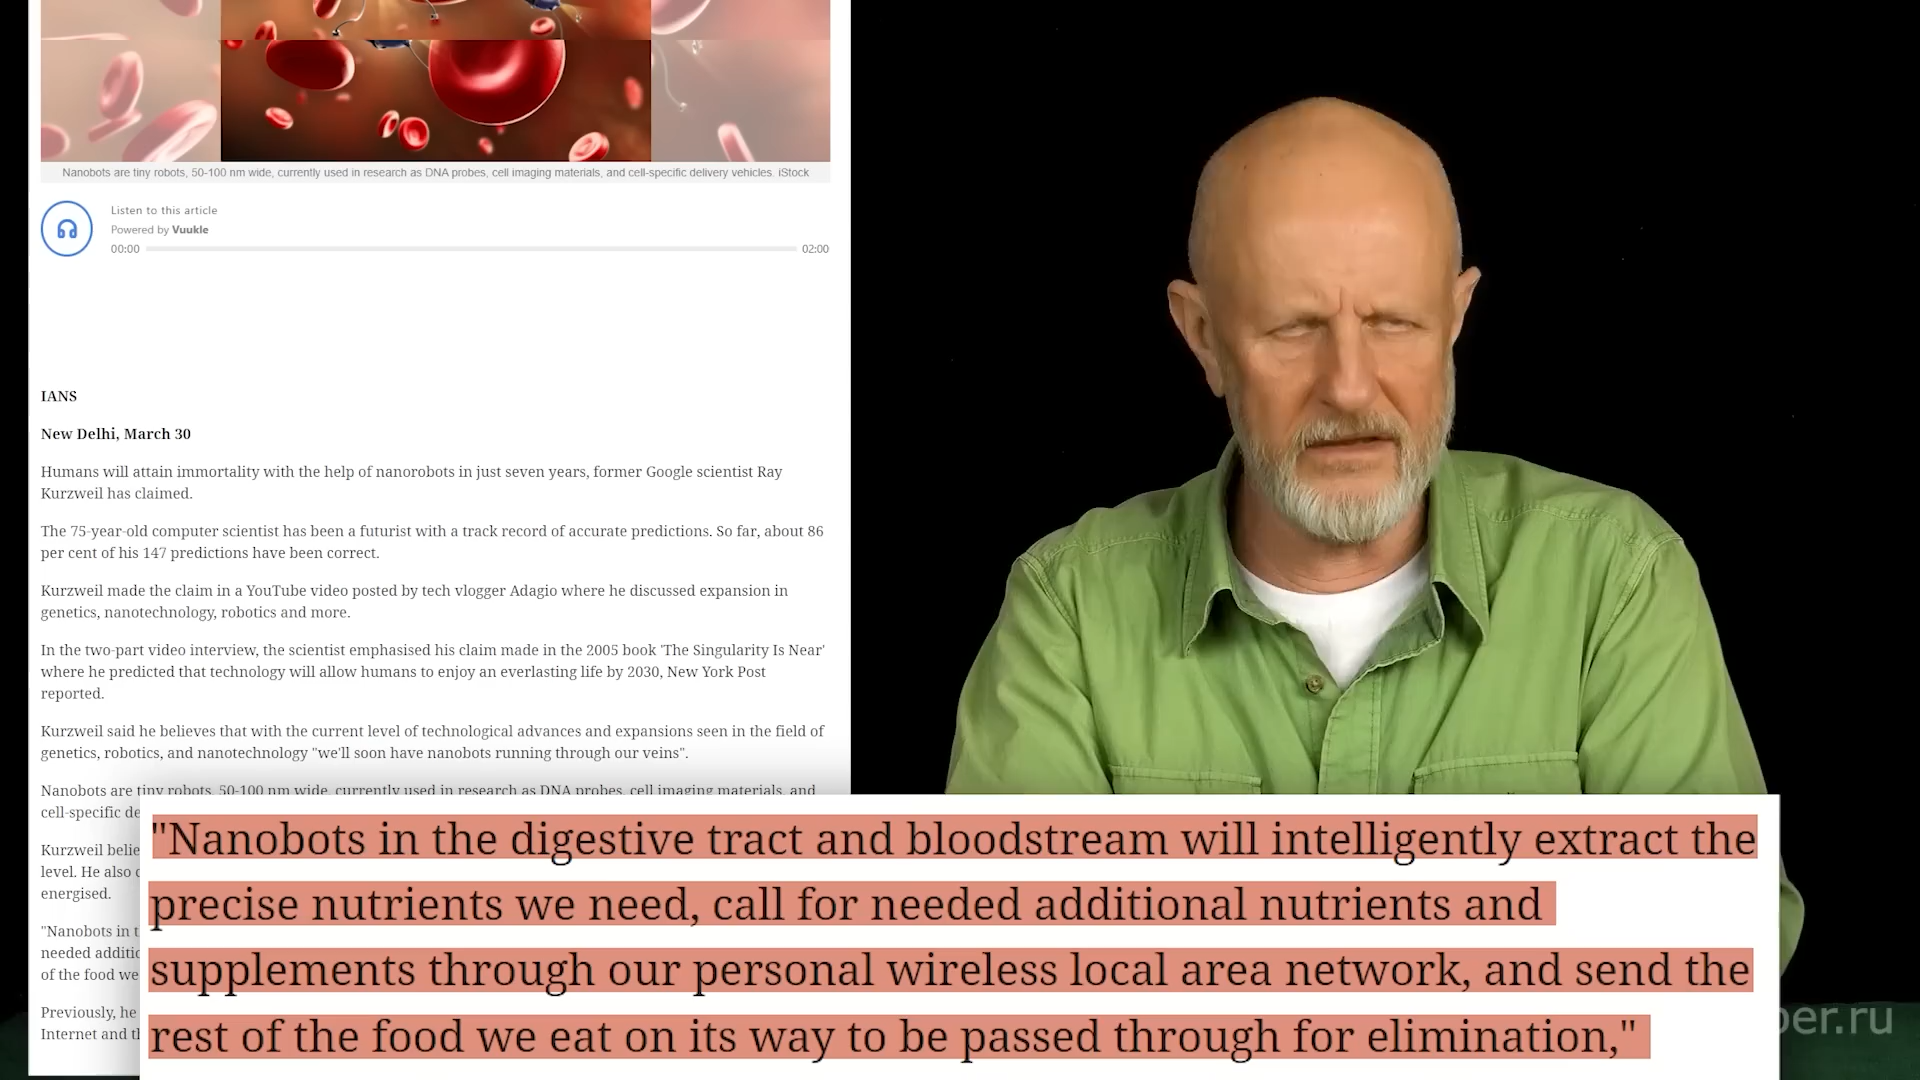 Nanobots are tiny robots, 50-100 nm wide, currently used in research as DNA probes, cell imaging materials, and cell-specific delivery vehicles. iStock
Listen to this article
Powered by Vuukle
00:00 02:00
IANS
New Delhi, March 30
Humans will attain immortality with the help of nanorobots in just seven years, former Google scientist Ray
Kurzweil has claimed.
The 75-year-old computer scientist has been a futurist with a track record of accurate predictions. So far, about 86
per cent of his 147 predictions have been correct.
Kurzweil made the claim in a YouTube video posted by tech vlogger Adagio where he discussed expansion in
genetics, nanotechnology, robotics and more.
In the two-part video interview, the scientist emphasised his claim made in the 2005 book 'The Singularity Is Near'
where he predicted that technology will allow humans to enjoy an everlasting life by 2030, New York Post
reported.
Kurzweil said he believes that with the current level of technological advances and expansions seen in the field of
genetics, robotics, and nanotechnology "we'll soon have nanobots running through our veins".
Nanobots are tiny robots, 50-100 nm wide, currently used in research as DNA probes, cell imaging materials, and
cell-specific
Kurzweil
level. He also
energised.
"Nanobots in
needed
of the food we
Previously, he
Internet and
"Nanobots in the digestive tract and bloodstream will intelligently extract the
precise nutrients we need, call for needed additional nutrients and
supplements through our personal wireless local area network, and send the
rest of the food we eat on its way to be passed through for elimination,"
per.ru